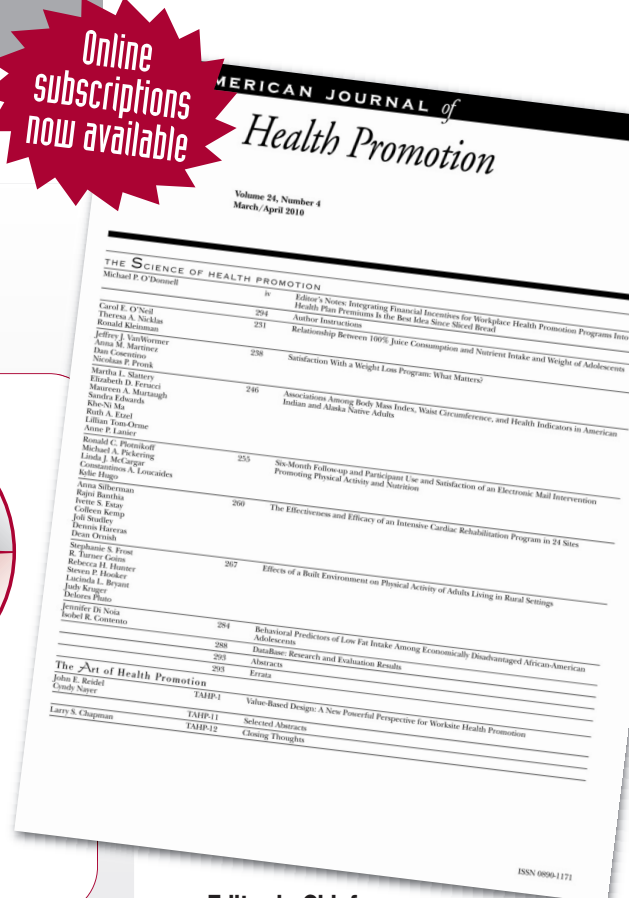 Online
subscriptions
now available
MERICAN JOURNAL of
Health Promotion
Volume 24, Number 4
March/April 2010
THE SCIENCE OF HEALTH PROMOTION
Michael P. O'Donnell iv Editor's Notes: Integrating Financial Incentives for Workplace Health Promotion Programs Into
Health Plan Premiums Is the Best Idea Since Sliced Bread
294 Author Instructions
Carol E. O'Neil 231 Relationship Between 100% Juice Consumption and Nutrient Intake and Weight of Adolescents
Theresa A. Nicklas
Ronald Kleinman
Jeffrey J. VanWormer 238 Satisfaction With a Weight Loss Program: What Matters?
Anna M. Martinez
Dan Cosentino
Nicolaas P. Pronk
Martha L. Slattery 246 Associations Among Body Mass Index, Waist Circumference, and Health Indicators in American
Indian and Alaska Native Adults
Elizabeth D. Ferucci
Maureen A. Murtaugh
Sandra Edwards
Khe-Ni Ma
Ruth A. Etzel
Lillian Tom-Orme
Anne P. Lanier
Ronald C. Plotnikoff 255 Six-Month Follow-up and Participant Use and Satisfaction of an Electronic Mail Intervention
Promoting Physical Activity and Nutrition
Michael A. Pickering
Linda J. McCargar
Constantinos A. Loucaides
Kylie Hugo
Anna Silberman 260 The Effectiveness and Efficacy of an Intensive Cardiac Rehabilitation Program in 24 Sites
Rajni Banthia
Ivette S. Estay
Colleen Kemp
Joli Studley
Dennis Hareras
Dean Ornish
Stephanie S. Frost 267 Effects of a Built Environment on Physical Activity of Adults Living in Rural Settings
R. Turner Goins
Rebecca H. Hunter
Steven P. Hooker
Lucinda L. Bryant
Judy Kruger
Delores Pluto
Jennifer Di Noia 284 Behavioral Predictors of Low Fat Intake Among Economically Disadvantaged African-American
Adolescents
Isobel R. Contento
288 DataBase: Research and Evaluation Results
293 Abstracts
293 Errata
The Art of Health Promotion
John E. Reidel TAHP-1 Value-Based Design: A New Powerful Perspective for Worksite Health Promotion
Cyndy Nayer
TAHP-11 Selected Abstracts
Larry S. Chapman TAHP-12 Closing Thoughts
ISSN 0890-1171